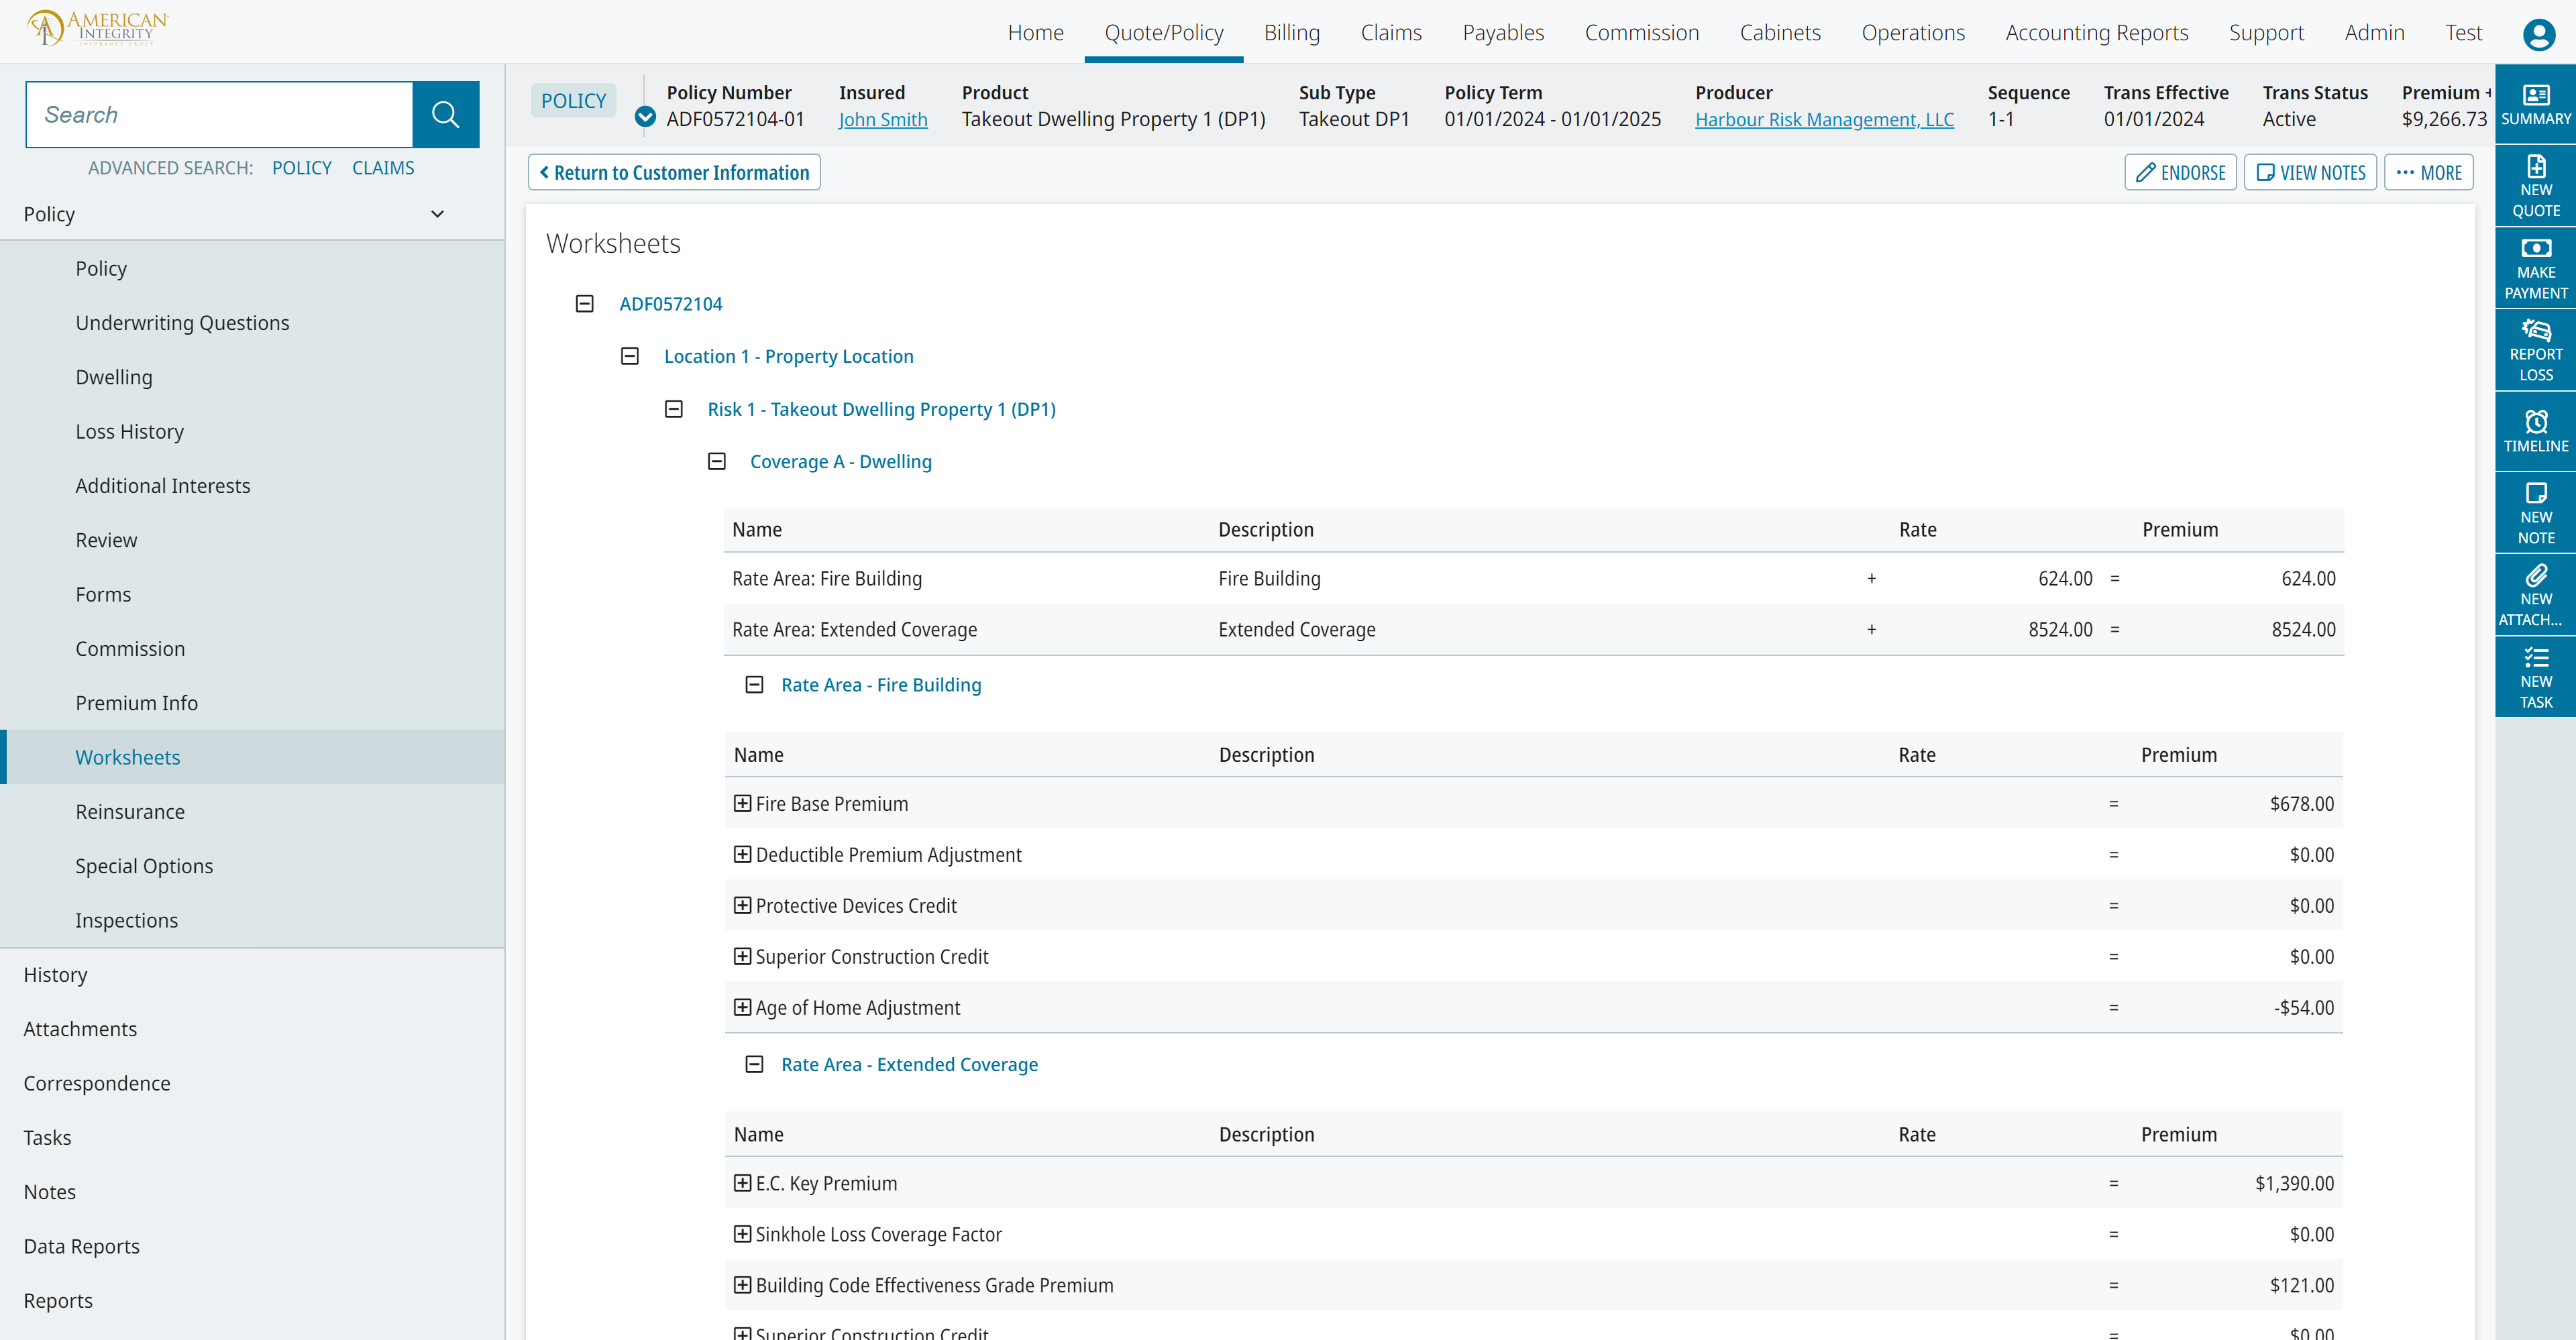 AMERICAN
INTEGRITY
INSURANCE GROUP
Home Quote/Policy Billing Claims Payables Commission Cabinets Operations Accounting Reports Support Admin Test
Search
ADVANCED SEARCH: POLICY CLAIMS
Policy
Policy
Underwriting Questions
Dwelling
Loss History
Additional Interests
Review
Forms
Commission
Premium Info
Worksheets
Reinsurance
Special Options
Inspections
History
Attachments
Correspondence
Tasks
Notes
Data Reports
Reports
POLICY
Policy Number Insured Product Sub Type Policy Term Producer Sequence Trans Effective Trans Status Premium +
ADF0572104-01 John Smith Takeout Dwelling Property 1 (DP1) Takeout DP1 01/01/2024 - 01/01/2025 Harbour Risk Management, LLC 1-1 01/01/2024 Active $9,266.73
Return to Customer Information
ENDORSE VIEW NOTES ••• MORE
Worksheets
ADF0572104
Location 1 - Property Location
Risk 1 - Takeout Dwelling Property 1 (DP1)
Coverage A - Dwelling
Name Description Rate Premium
Rate Area: Fire Building Fire Building + 624.00 = 624.00
Rate Area: Extended Coverage Extended Coverage + 8524.00 = 8524.00
Rate Area - Fire Building
Name Description Rate Premium
Fire Base Premium = $678.00
Deductible Premium Adjustment = $0.00
Protective Devices Credit = $0.00
Superior Construction Credit = $0.00
Age of Home Adjustment = -$54.00
Rate Area - Extended Coverage
Name Description Rate Premium
E.C. Key Premium = $1,390.00
Sinkhole Loss Coverage Factor = $0.00
Building Code Effectiveness Grade Premium = $121.00
Superior Construction Credit = $0.00
SUMMARY
NEW
QUOTE
MAKE
PAYMENT
REPORT
LOSS
TIMELINE
NEW
NOTE
NEW
ATTACH...
NEW
TASK